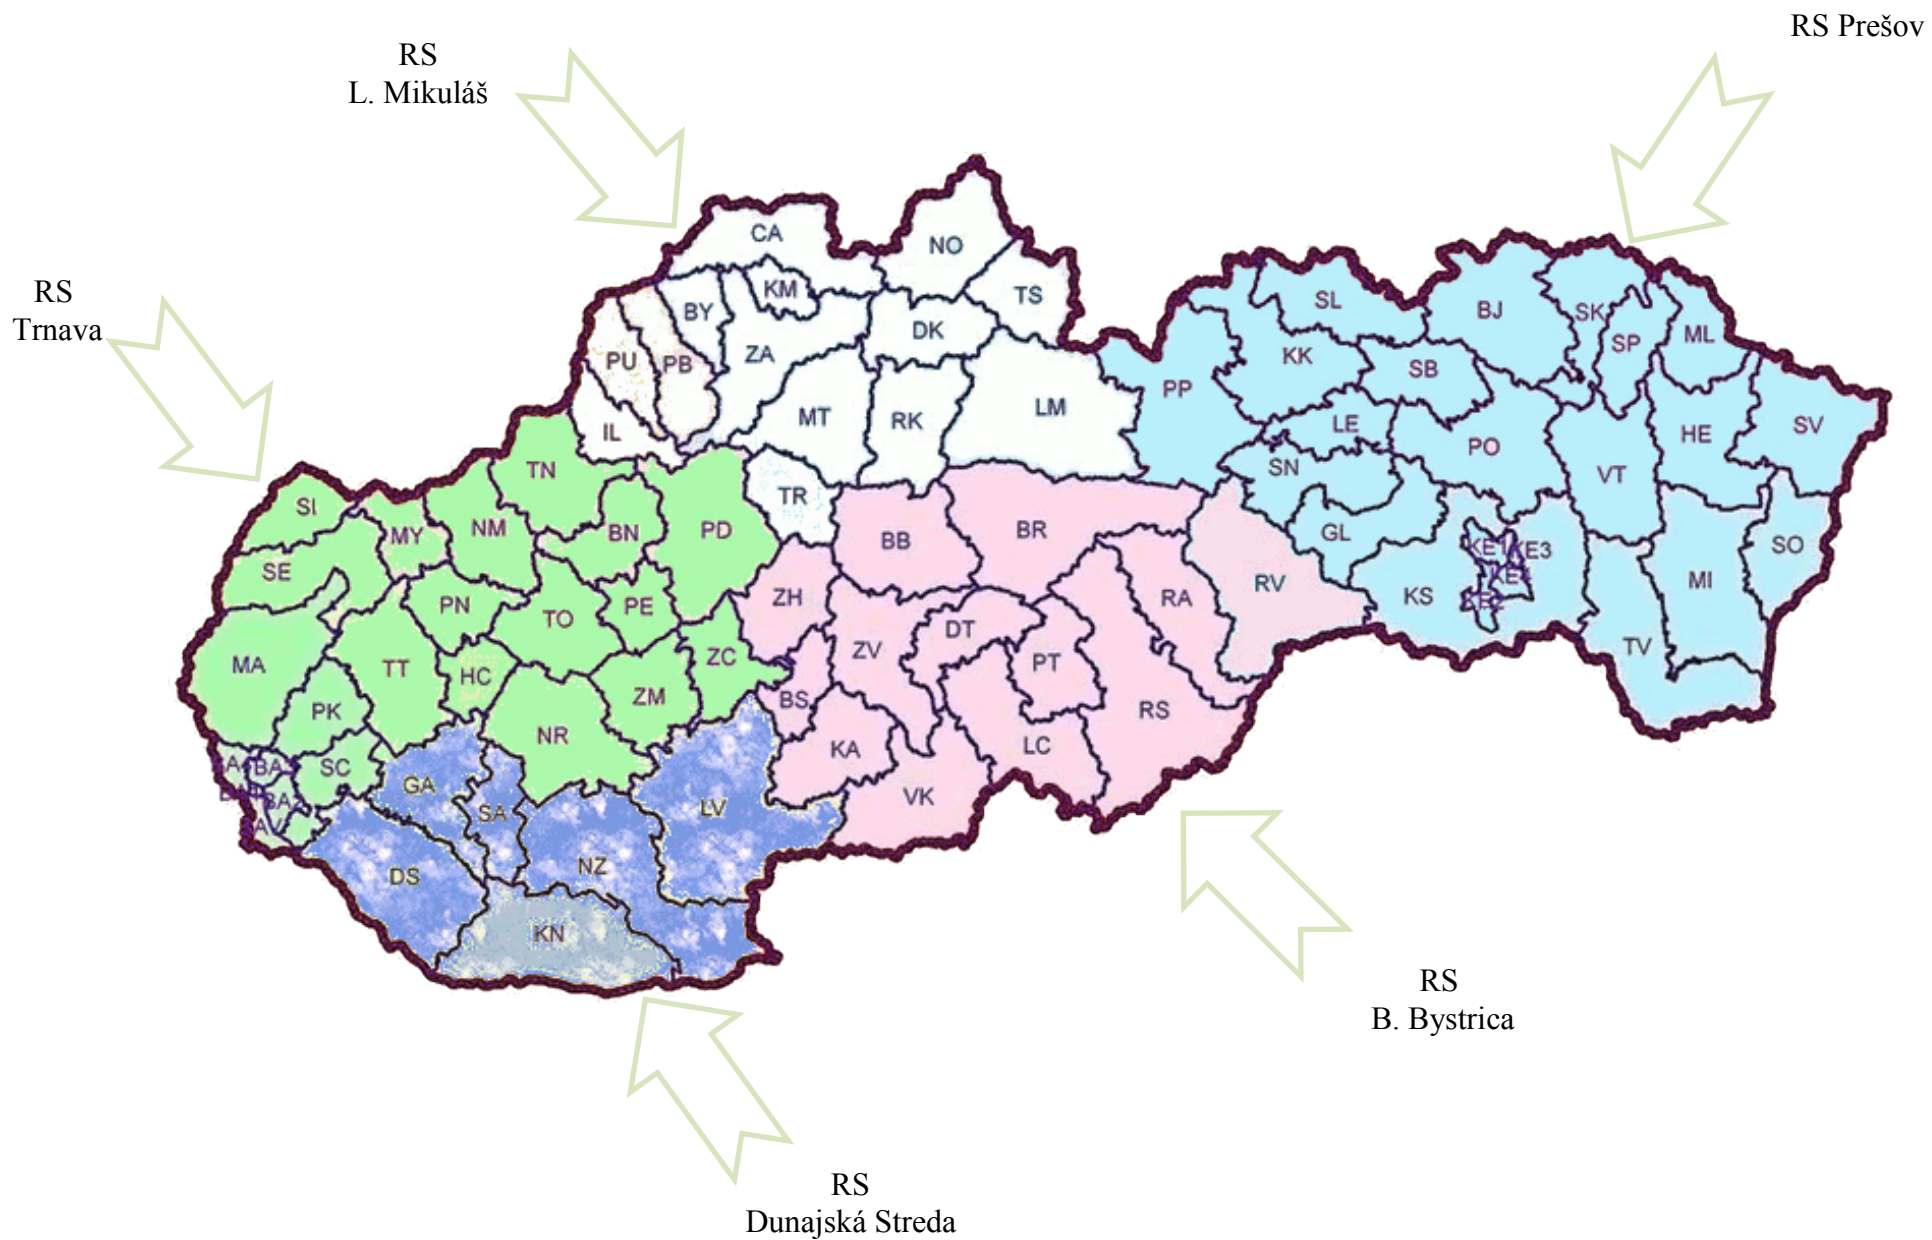 RS Prešov
RS
L. Mikuláš
RS
Trnava
CA
NO
KM
TS
BY
DK
SL
BJ
SK
SP
ML
PU
PB
ZA
KK
SB
PP
MT
RK
LM
IL
LE
PO
HE
SV
TN
SN
VT
TR
SI
MY
NM
BN
PD
BB
BR
GL
KE1
KE3
SO
SE
PN
TO
PE
ZH
RA
RV
KS
MI
DT
ZV
PT
TV
MA
TT
HC
ZC
ZM
BS
PK
NR
RS
KA
LC
SC
GA
SA
LV
VK
DS
NZ
KN
RS
B. Bystrica
RS
Dunajská Streda